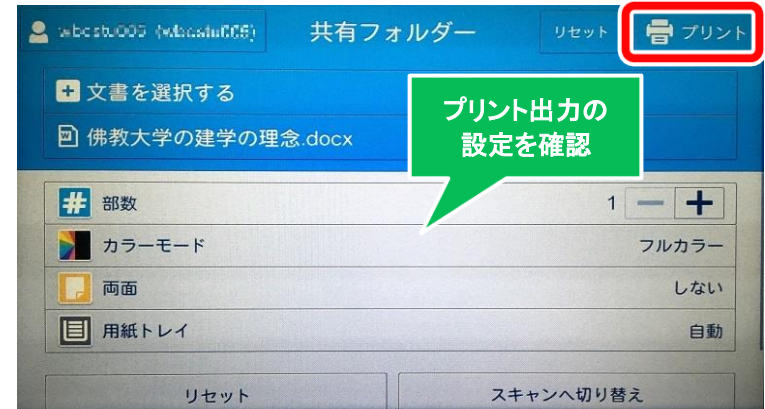 共有フォルダー
リセット
プリント
文書を選択する
佛教大学の建学の理念.docx
プリント出力の
設定を確認
部数
1
カラーモード
フルカラー
両面
しない
用紙トレイ
自動
リセット
スキャンへ切り替え